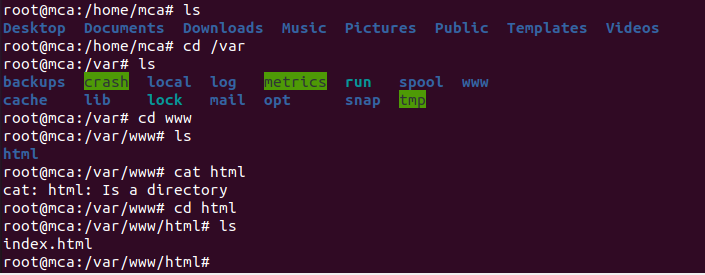 root@mca:/home/mca# ls
Desktop  Documents  Downloads  Music  Pictures  Public  Templates  Videos
root@mca:/home/mca# cd /var
root@mca:/var# ls
backups  crash  local  log   metrics  run   spool  www
cache    lib    lock   mail  opt      snap  tmp
root@mca:/var# cd www
root@mca:/var/www# ls
html
root@mca:/var/www# cat html
cat: html: Is a directory
root@mca:/var/www# cd html
root@mca:/var/www/html# ls
index.html
root@mca:/var/www/html#